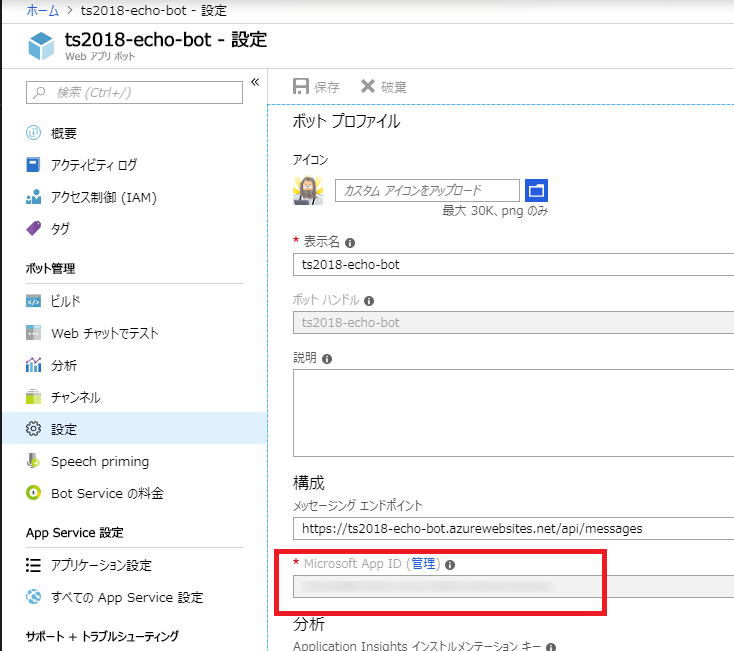 ホーム > ts2018-echo-bot - 設定
ts2018-echo-bot - 設定
Web アプリ ボット
検索 (Ctrl+/)
«
概要
アクティビティ ログ
アクセス制御 (IAM)
タグ
ボット管理
ビルド
Web チャットでテスト
分析
チャンネル
設定
Speech priming
Bot Service の料金
App Service 設定
アプリケーション設定
すべての App Service 設定
サポート + トラブルシューティング
保存 破棄
ボット プロファイル
アイコン
カスタム アイコンをアップロード
最大 30K、png のみ
* 表示名
ts2018-echo-bot
ボット ハンドル
ts2018-echo-bot
説明
構成
メッセージング エンドポイント
https://ts2018-echo-bot.azurewebsites.net/api/messages
* Microsoft App ID (管理)
分析
Application Insights インストルメンテーション キー